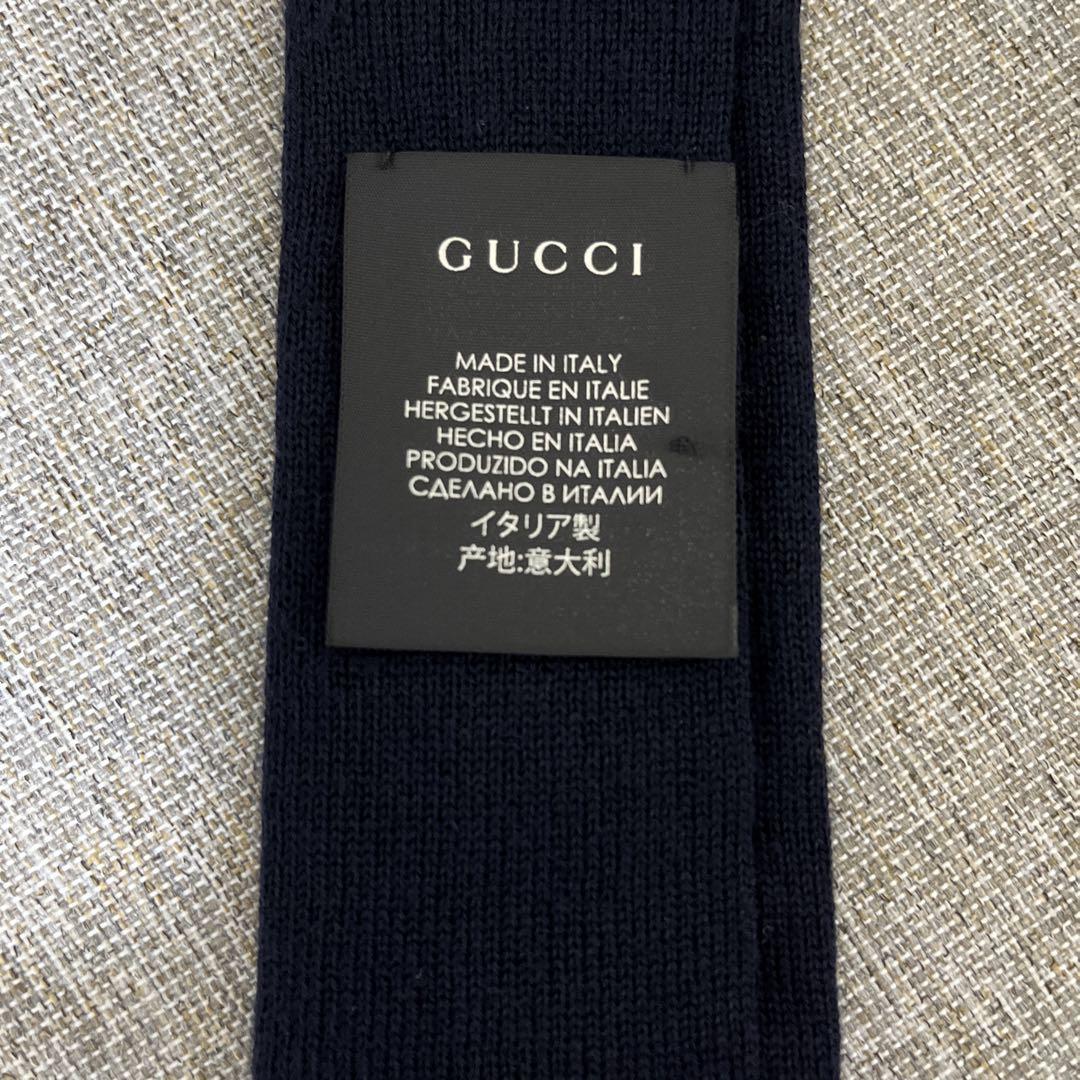 GUCCI
MADE IN ITALY
FABRIQUE EN ITALIE
HERGESTELLT IN ITALIEN
HECHO EN ITALIA
PRODUZIDO NA ITALIA
СДЕЛАНО В ИТАЛИИ
イタリア製
产地:意大利